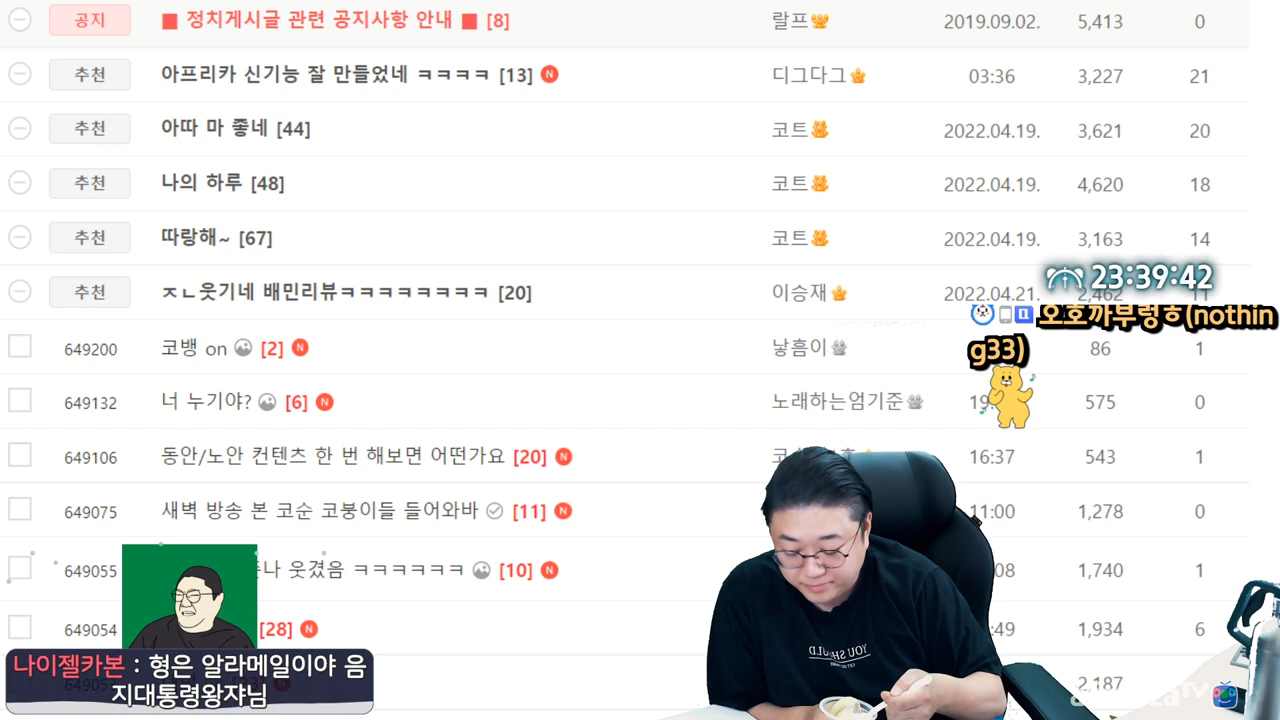 공지 ■ 정치게시글 관련 공지사항 안내 ■ [8] 랄프 2019.09.02. 5,413 0
추천 아프리카 신기능 잘 만들었네 ㅋㅋㅋㅋ [13] N 디그다그 03:36 3,227 21
추천 아따 마 좋네 [44] 코트 2022.04.19. 3,621 20
추천 나의 하루 [48] 코트 2022.04.19. 4,620 18
추천 따랑해~ [67] 코트 2022.04.19. 3,163 14
23:39:42
추천 ㅈㄴ웃기네 배민리뷰ㅋㅋㅋㅋㅋㅋㅋㅋ [20] 이승재 2022.04.21. 2,462 11
오호까부렁ㅎ(nothin
g33)
649200 코뱅 on [2] N 낳흠이 86 1
649132 너 누기야? [6] N 노래하는엄기준 575 0
649106 동안/노안 컨텐츠 한 번 해보면 어떤가요 [20] N 16:37 543 1
649075 새벽 방송 본 코순 코붕이들 들어와바 [11] N 11:00 1,278 0
649055 웃겼음 ㅋㅋㅋㅋㅋㅋ [10] N 1,740 1
649054 [28] N :49 1,934 6
YOU SHOULD
나이젤카본 : 형은 알라메일이야 음
지대통령왕쟈님
2,187